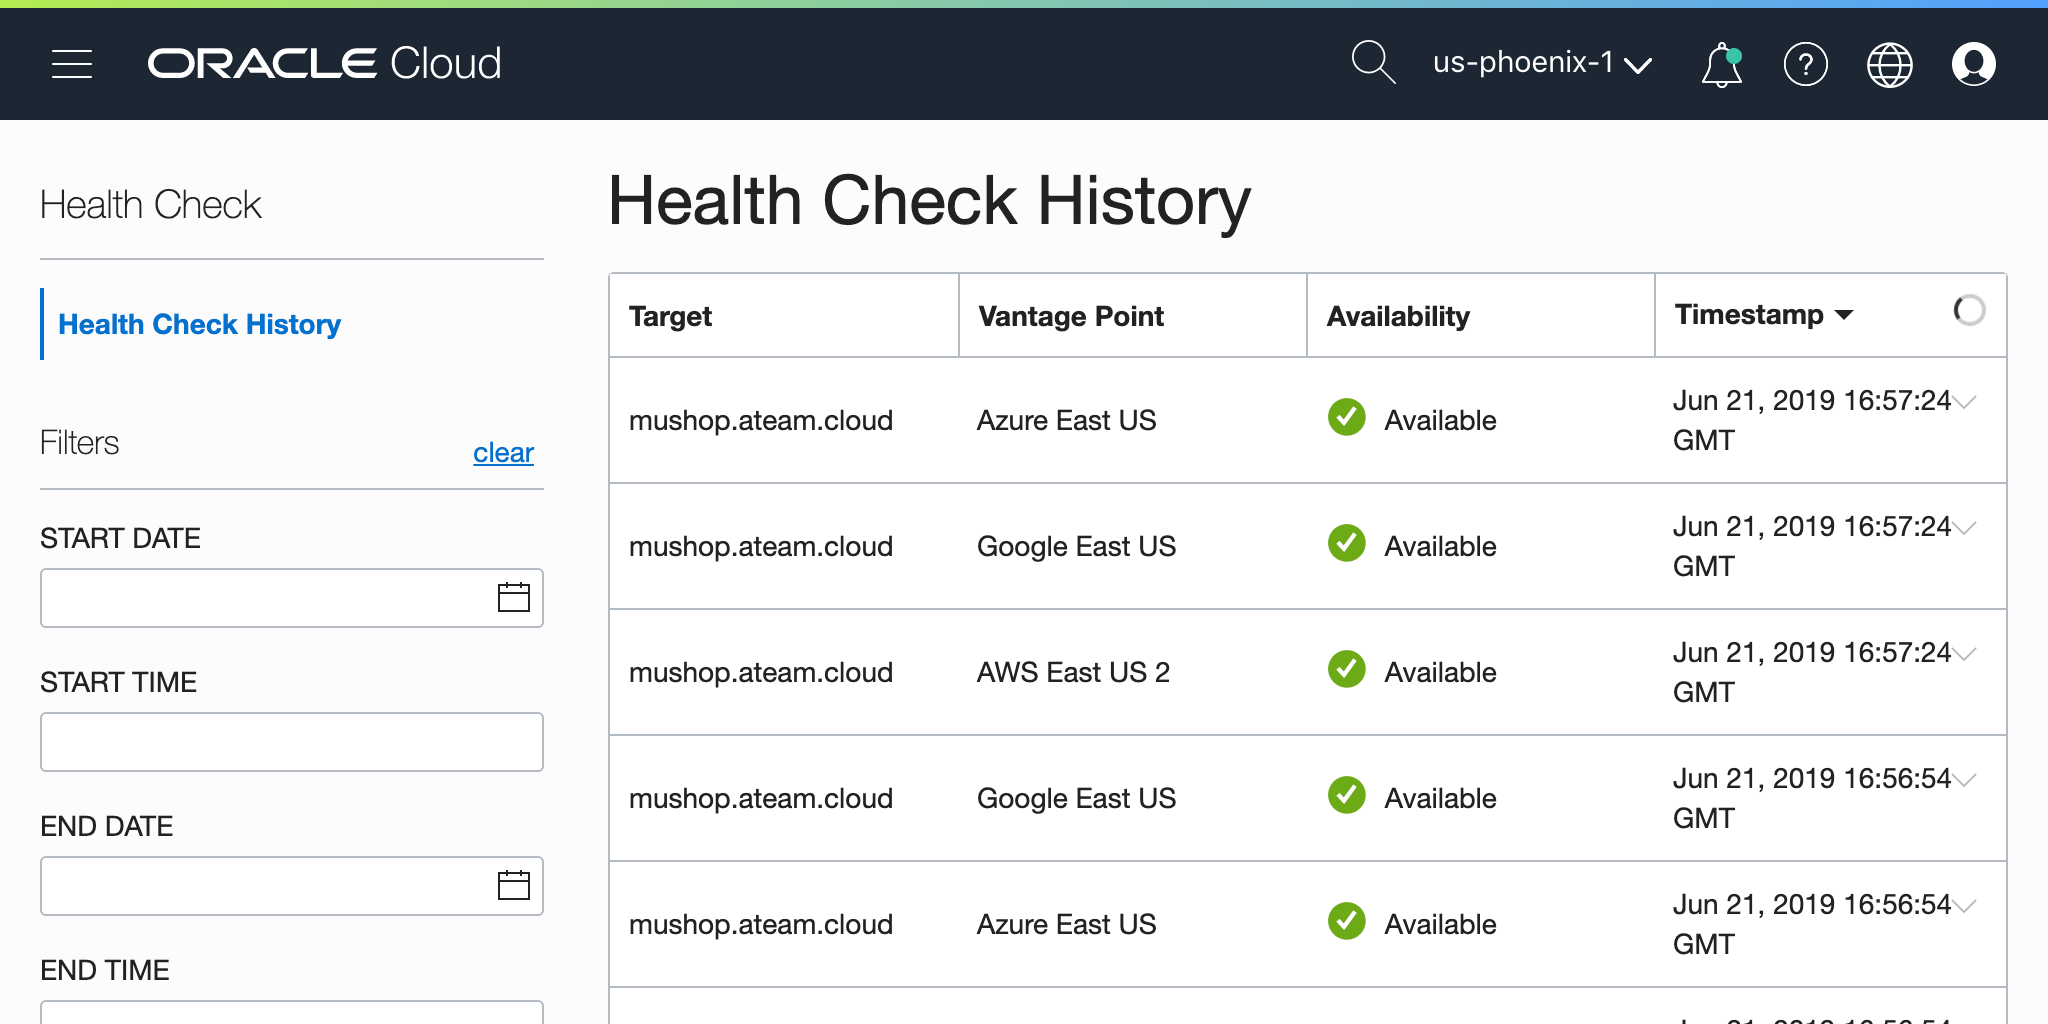 ORACLE Cloud
us-phoenix-1
?
Health Check
Health Check History
Filters
clear
START DATE
START TIME
END DATE
END TIME
Health Check History
Target Vantage Point Availability Timestamp
mushop.ateam.cloud Azure East US Available Jun 21, 2019 16:57:24
GMT
mushop.ateam.cloud Google East US Available Jun 21, 2019 16:57:24
GMT
mushop.ateam.cloud AWS East US 2 Available Jun 21, 2019 16:57:24
GMT
mushop.ateam.cloud Google East US Available Jun 21, 2019 16:56:54
GMT
mushop.ateam.cloud Azure East US Available Jun 21, 2019 16:56:54
GMT